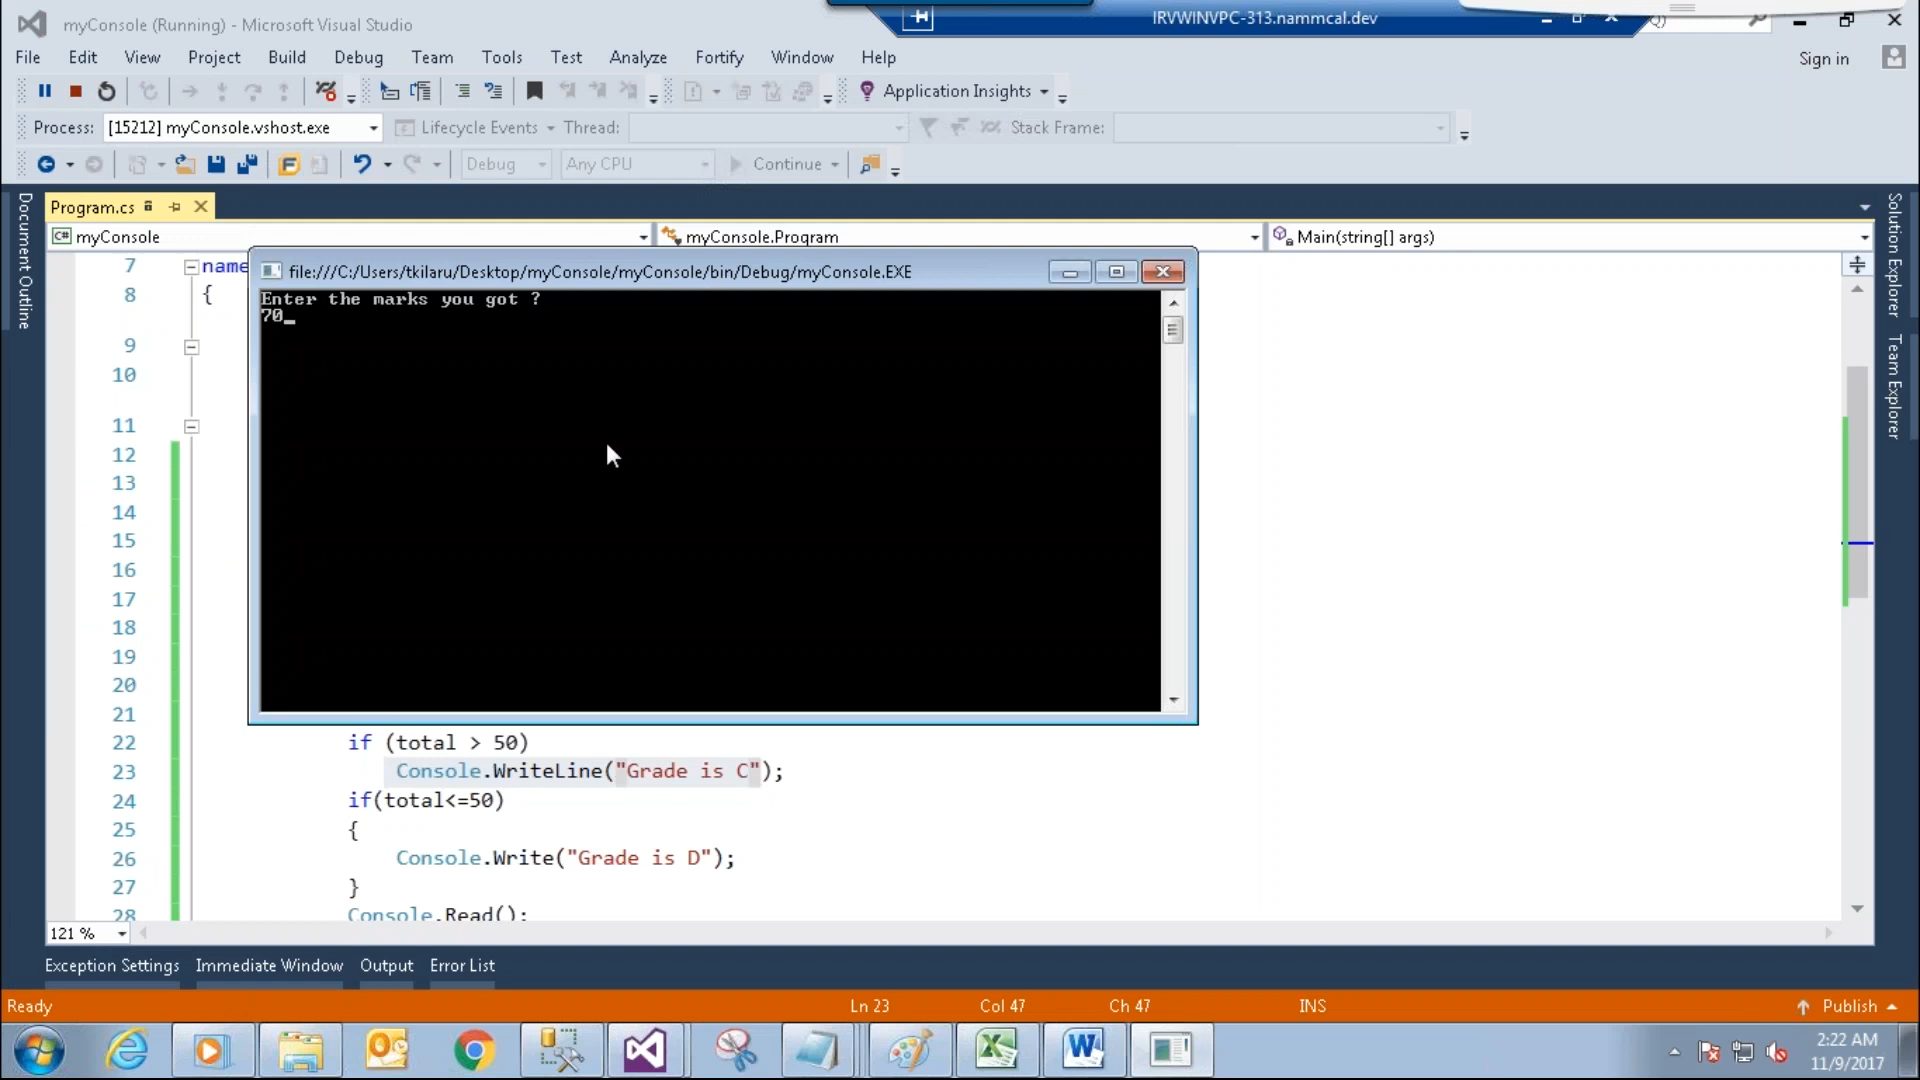 myConsole (Running) - Microsoft Visual Studio
IRVWINVPC-313.nammcal.dev
File Edit View Project Build Debug Team Tools Test Analyze Fortify Window Help
Sign in
Application Insights
Process: [15212] myConsole.vshost.exe Lifecycle Events Thread: Stack Frame:
Debug Any CPU Continue
Document Outline
Program.cs
Solution Explorer
Team Explorer
myConsole myConsole.Program Main(string[] args)
7 name
8 {
file:///C:/Users/tkilaru/Desktop/myConsole/myConsole/bin/Debug/myConsole.EXE
Enter the marks you got ?
70_
9
10
11
12
13
14
15
16
17
18
19
20
21
22 if (total > 50)
23 Console.WriteLine("Grade is C");
24 if(total<=50)
25 {
26 Console.Write("Grade is D");
27 }
28 Console.Read();
121 %
Exception Settings Immediate Window Output Error List
Ready Ln 23 Col 47 Ch 47 INS Publish
2:22 AM
11/9/2017